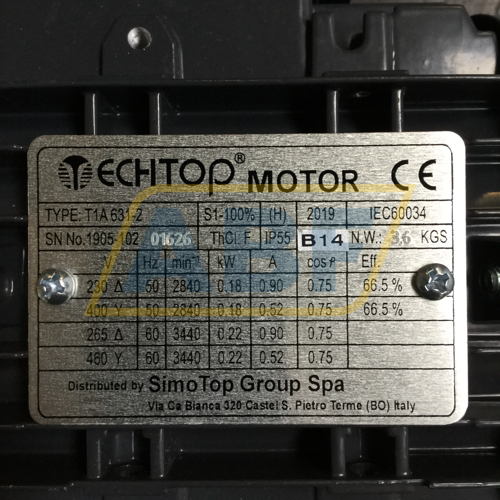 TECHTOP® MOTOR CE
TYPE: T1A 631-2 S1-100% (H) 2019 IEC60034
SN No.1905-102 01626 ThCl. F IP55 B14 N.W.: 3.6 KGS
V Hz min⁻¹ kW A cosφ Eff
230 Δ 50 2840 0.18 0.90 0.75 66.5 %
400 Y 50 2840 0.18 0.52 0.75 66.5 %
265 Δ 60 3440 0.22 0.90 0.75
460 Y. 60 3440 0.22 0.52 0.75
Distributed by SimoTop Group Spa
Via Ca Bianca 320 Castel S. Pietro Terme (BO) Italy